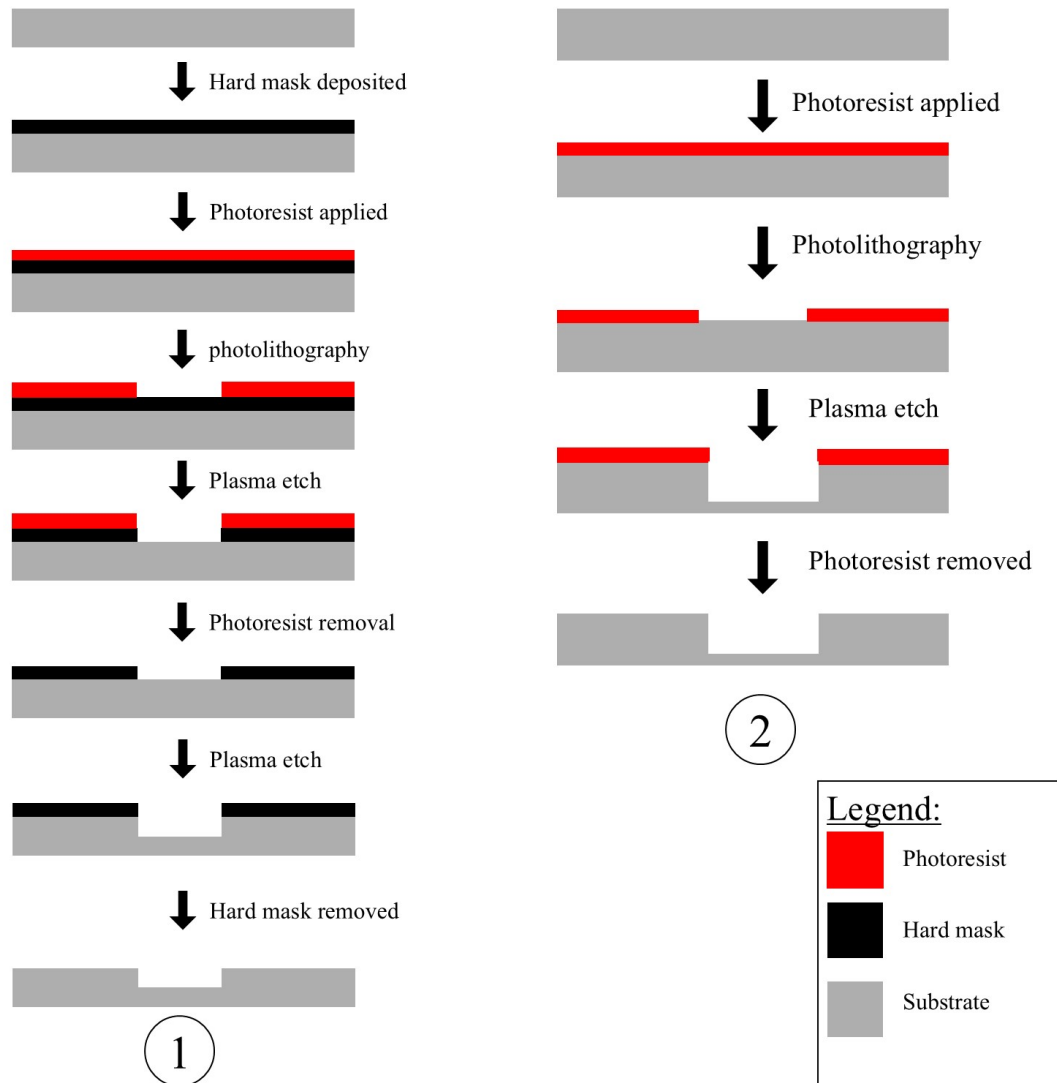 Hard mask deposited
Photoresist applied
photolithography
Plasma etch
Photoresist removal
Plasma etch
Hard mask removed
1
Photoresist applied
Photolithography
Plasma etch
Photoresist removed
2
Legend:
Photoresist
Hard mask
Substrate